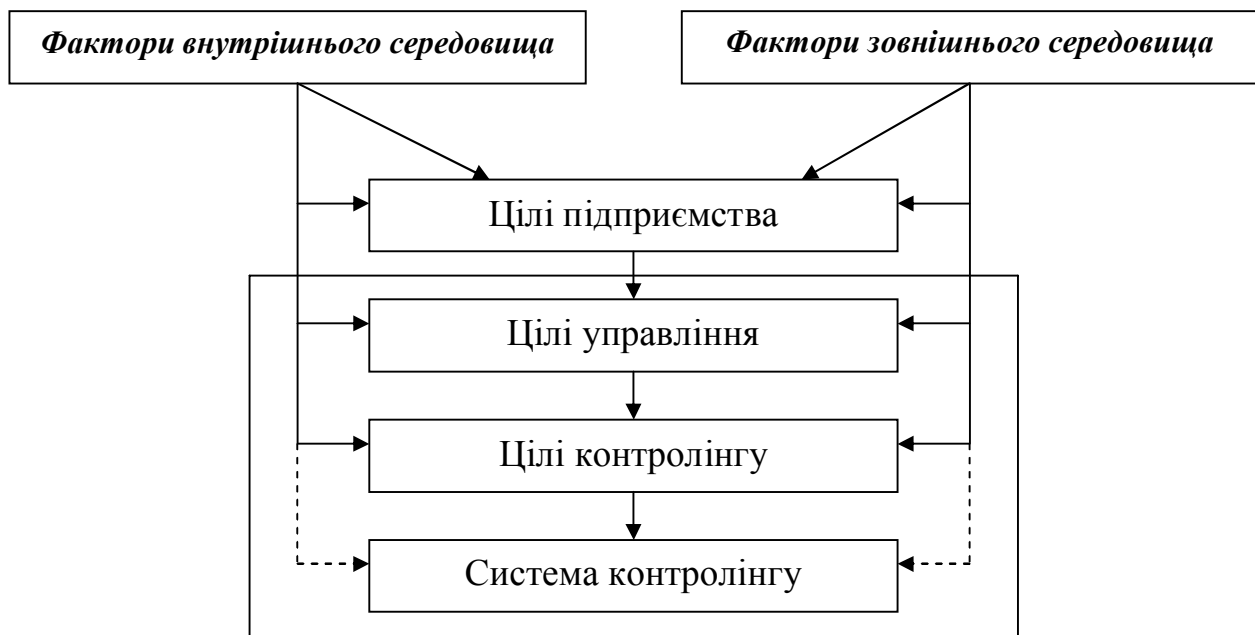 Фактори внутрішнього середовища
Фактори зовнішнього середовища
Цілі підприємства
Цілі управління
Цілі контролінгу
Система контролінгу